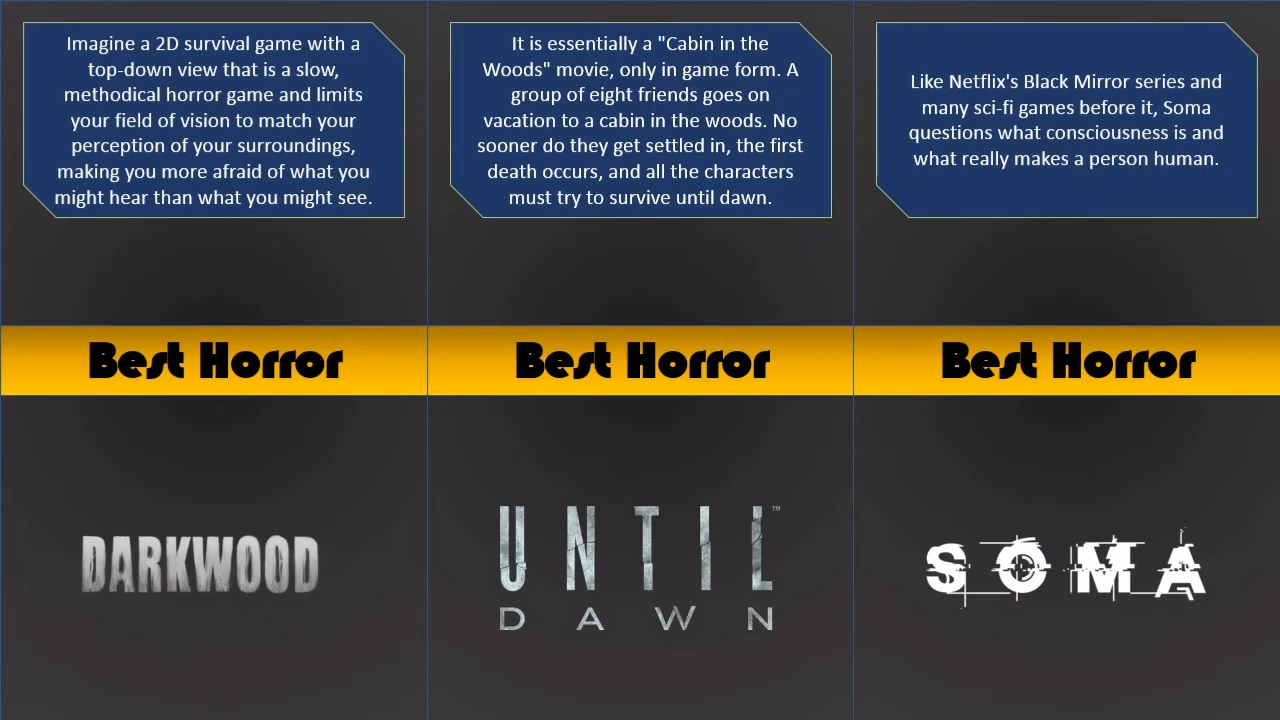 Imagine a 2D survival game with a
top-down view that is a slow,
methodical horror game and limits
your field of vision to match your
perception of your surroundings,
making you more afraid of what you
might hear than what you might see.
Best Horror
DARKWOOD
It is essentially a "Cabin in the
Woods" movie, only in game form. A
group of eight friends goes on
vacation to a cabin in the woods. No
sooner do they get settled in, the first
death occurs, and all the characters
must try to survive until dawn.
Best Horror
UNTIL™
DAWN
Like Netflix's Black Mirror series and
many sci-fi games before it, Soma
questions what consciousness is and
what really makes a person human.
Best Horror
SOMA